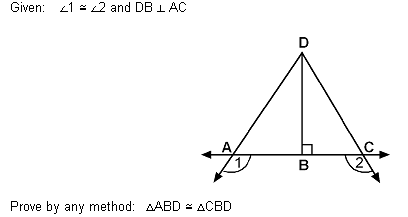 Given: ∠1 ≅ ∠2 and DB ⊥ AC
D
A
C
1
B
2
Prove by any method: △ABD ≅ △CBD